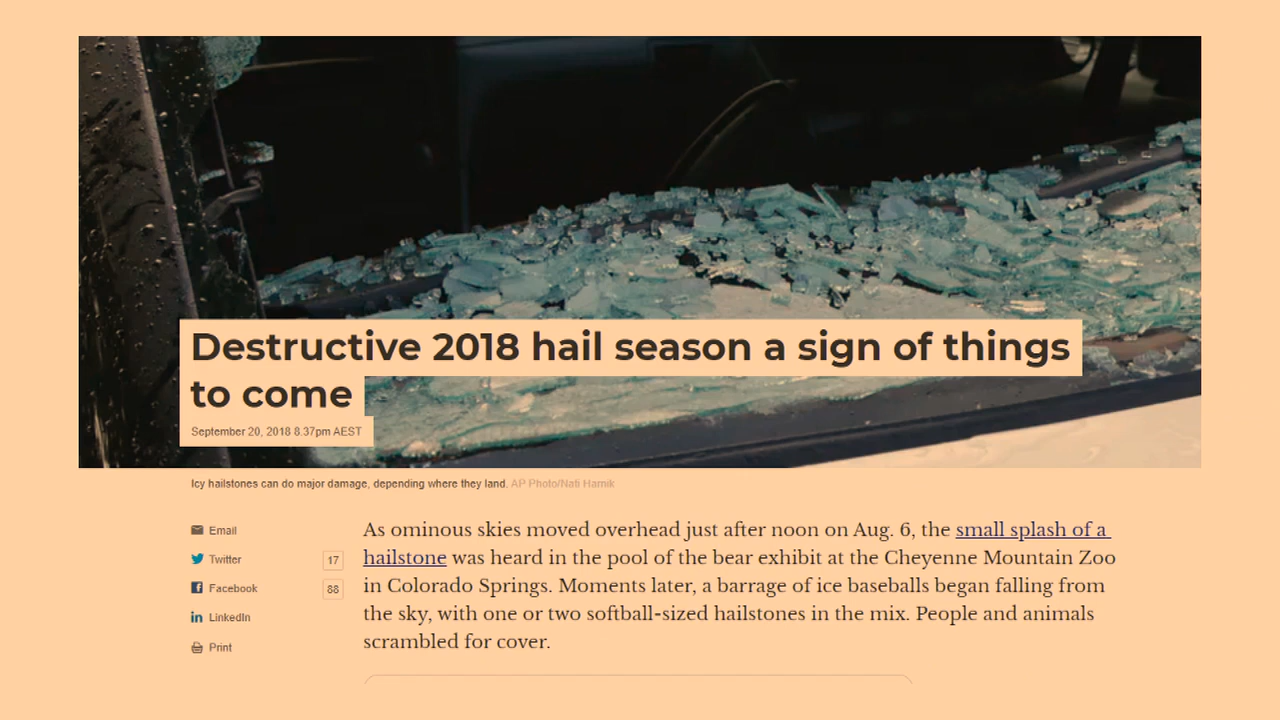 Destructive 2018 hail season a sign of things
to come
September 20, 2018 8.37pm AEST
Icy hailstones can do major damage, depending where they land. AP Photo/Nati Harnik
Email
Twitter 17
Facebook 88
LinkedIn
Print
As ominous skies moved overhead just after noon on Aug. 6, the small splash of a
hailstone was heard in the pool of the bear exhibit at the Cheyenne Mountain Zoo
in Colorado Springs. Moments later, a barrage of ice baseballs began falling from
the sky, with one or two softball-sized hailstones in the mix. People and animals
scrambled for cover.